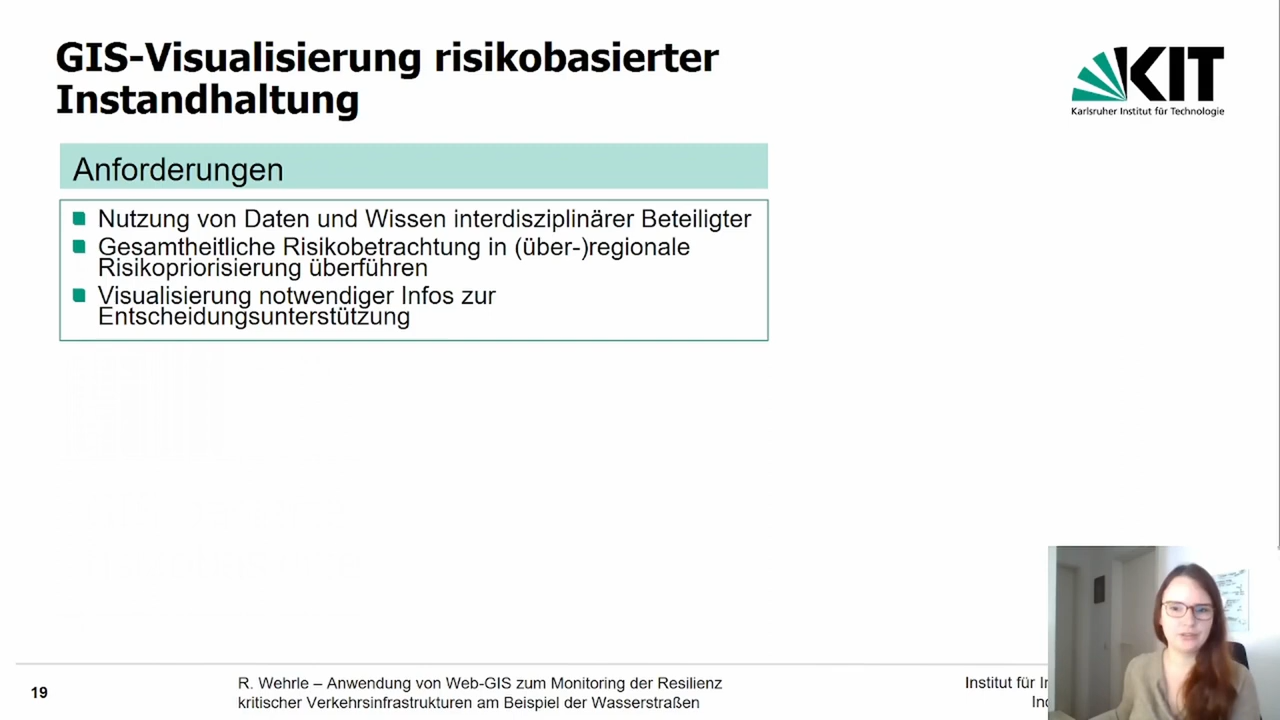 GIS-Visualisierung risikobasierter
Instandhaltung
KIT
Karlsruher Institut für Technologie
Anforderungen
Nutzung von Daten und Wissen interdisziplinärer Beteiligter
Gesamtheitliche Risikobetrachtung in (über-)regionale
Risikopriorisierung überführen
Visualisierung notwendiger Infos zur
Entscheidungsunterstützung
19
R. Wehrle – Anwendung von Web-GIS zum Monitoring der Resilienz
kritischer Verkehrsinfrastrukturen am Beispiel der Wasserstraßen
Institut für